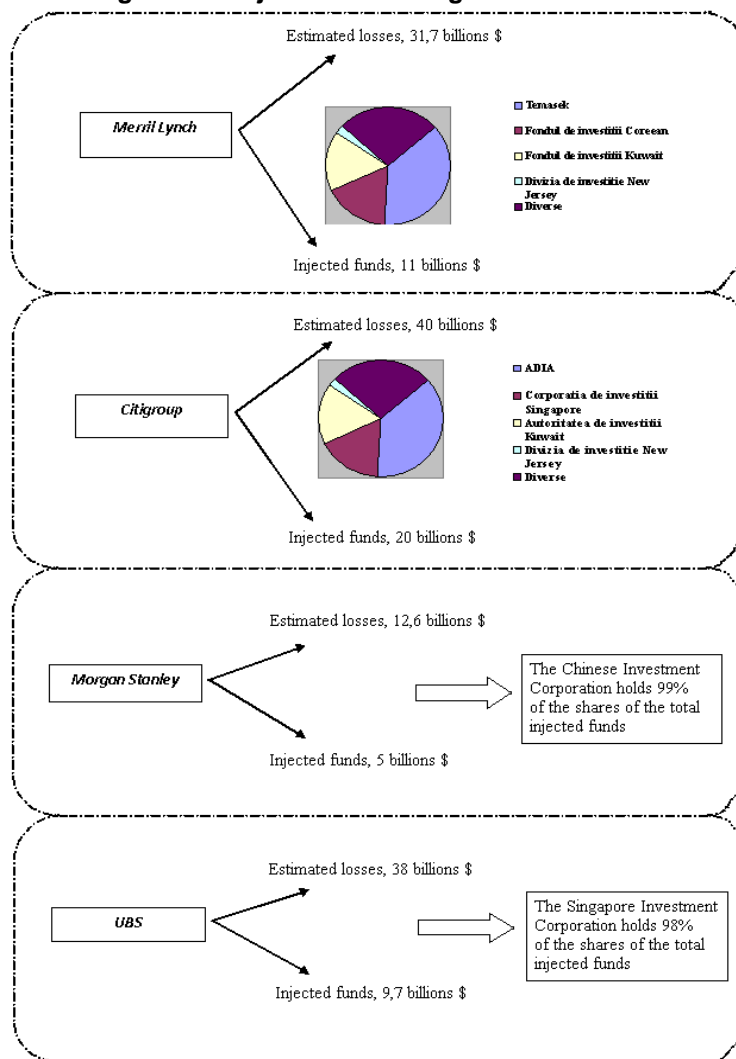 Estimated losses, 31,7 billions $
Merril Lynch
Temasek
Fondul de investitii Coreean
Fondul de investitii Kuwait
Divizia de investitie New
Jersey
Diverse
Injected funds, 11 billions $
Estimated losses, 40 billions $
Citigroup
ADIA
Corporatia de investitii
Singapore
Autoritatea de investitii
Kuwait
Divizia de investitie New
Jersey
Diverse
Injected funds, 20 billions $
Estimated losses, 12,6 billions $
Morgan Stanley
The Chinese Investment
Corporation holds 99%
of the shares of the total
injected funds
Injected funds, 5 billions $
Estimated losses, 38 billions $
UBS
The Singapore Investment
Corporation holds 98%
of the shares of the total
injected funds
Injected funds, 9,7 billions $